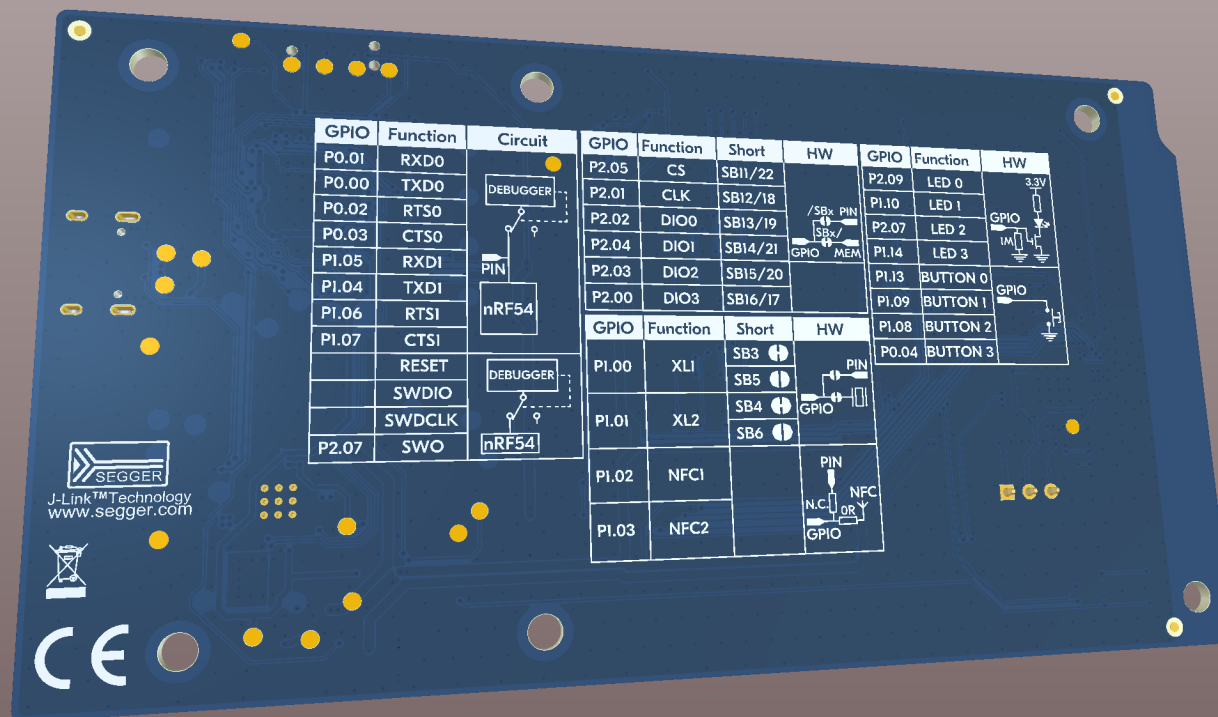 GPIO Function Circuit
P0.01 RXD0
P0.00 TXD0
P0.02 RTS0
P0.03 CTS0
P1.05 RXD1
P1.04 TXD1
P1.06 RTS1
P1.07 CTS1
RESET
SWDIO
SWDCLK
P2.07 SWO
DEBUGGER
PIN
nRF54
DEBUGGER
nRF54
GPIO Function Short HW
P2.05 CS SB11/22
P2.01 CLK SB12/18
P2.02 DIO0 SB13/19
P2.04 DIO1 SB14/21
P2.03 DIO2 SB15/20
P2.00 DIO3 SB16/17
/SBx PIN
SBx/
GPIO MEM
GPIO Function Short HW
P1.00 XL1 SB3
SB5
P1.01 XL2 SB4
SB6
PIN
GPIO
P1.02 NFC1
P1.03 NFC2
PIN
NFC
N.C.
0R
GPIO
GPIO Function HW
P2.09 LED 0
P1.10 LED 1
P2.07 LED 2
P1.14 LED 3
3.3V
GPIO
1M
P1.13 BUTTON 0
P1.09 BUTTON 1
P1.08 BUTTON 2
P0.04 BUTTON 3
GPIO
SEGGER
J-Link™Technology
www.segger.com
CE